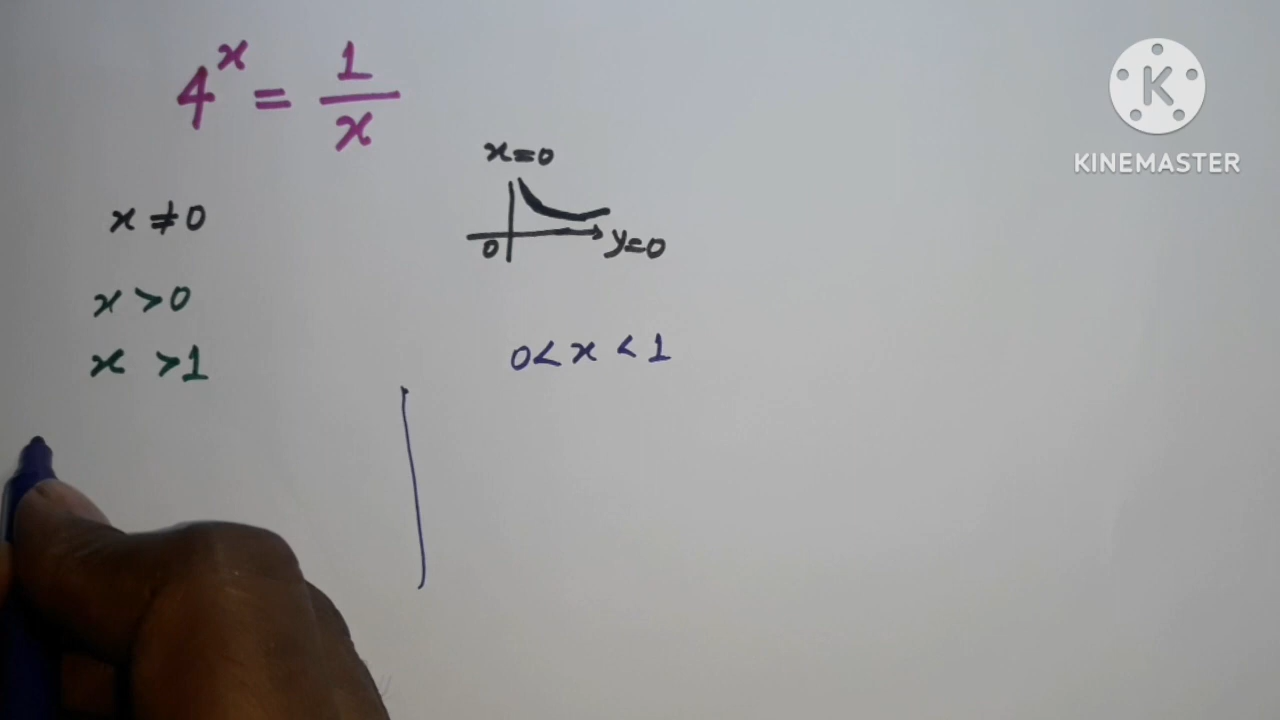 4^x = 1/x
x ≠ 0
x = 0
0
y = 0
x > 0
x > 1
0 < x < 1
K
KINEMASTER